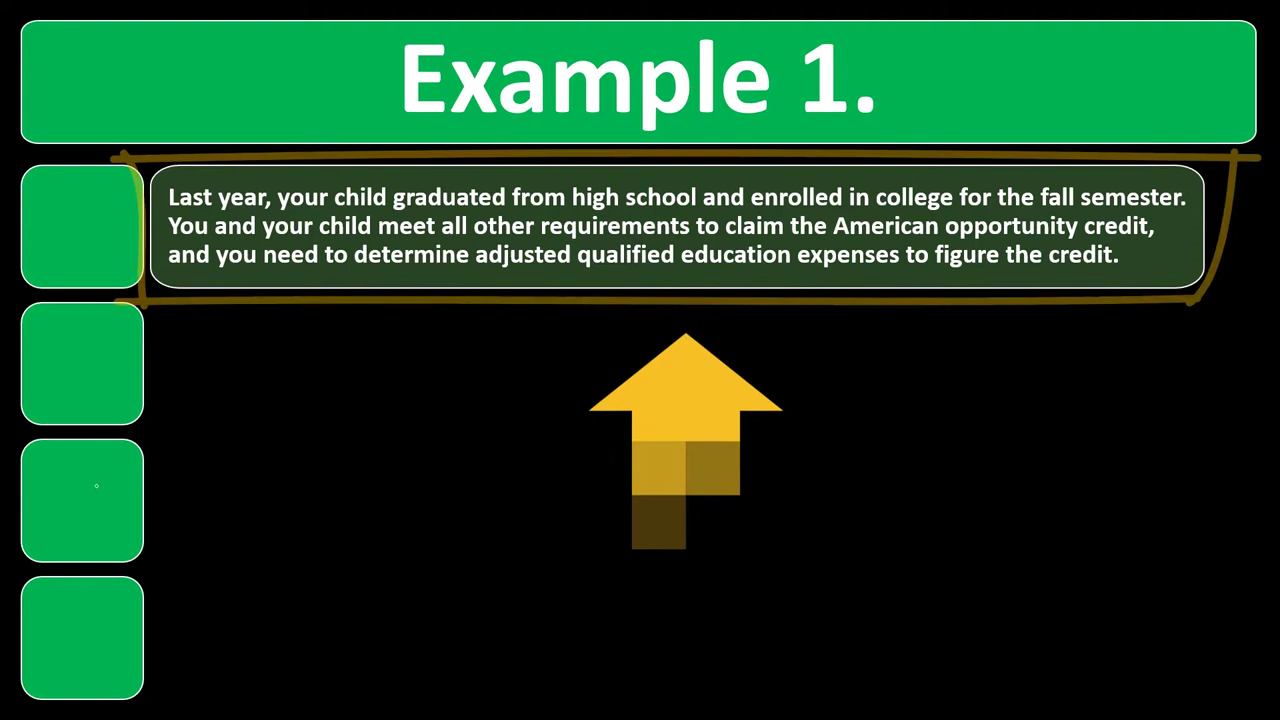 Example 1.
Last year, your child graduated from high school and enrolled in college for the fall semester.
You and your child meet all other requirements to claim the American opportunity credit,
and you need to determine adjusted qualified education expenses to figure the credit.